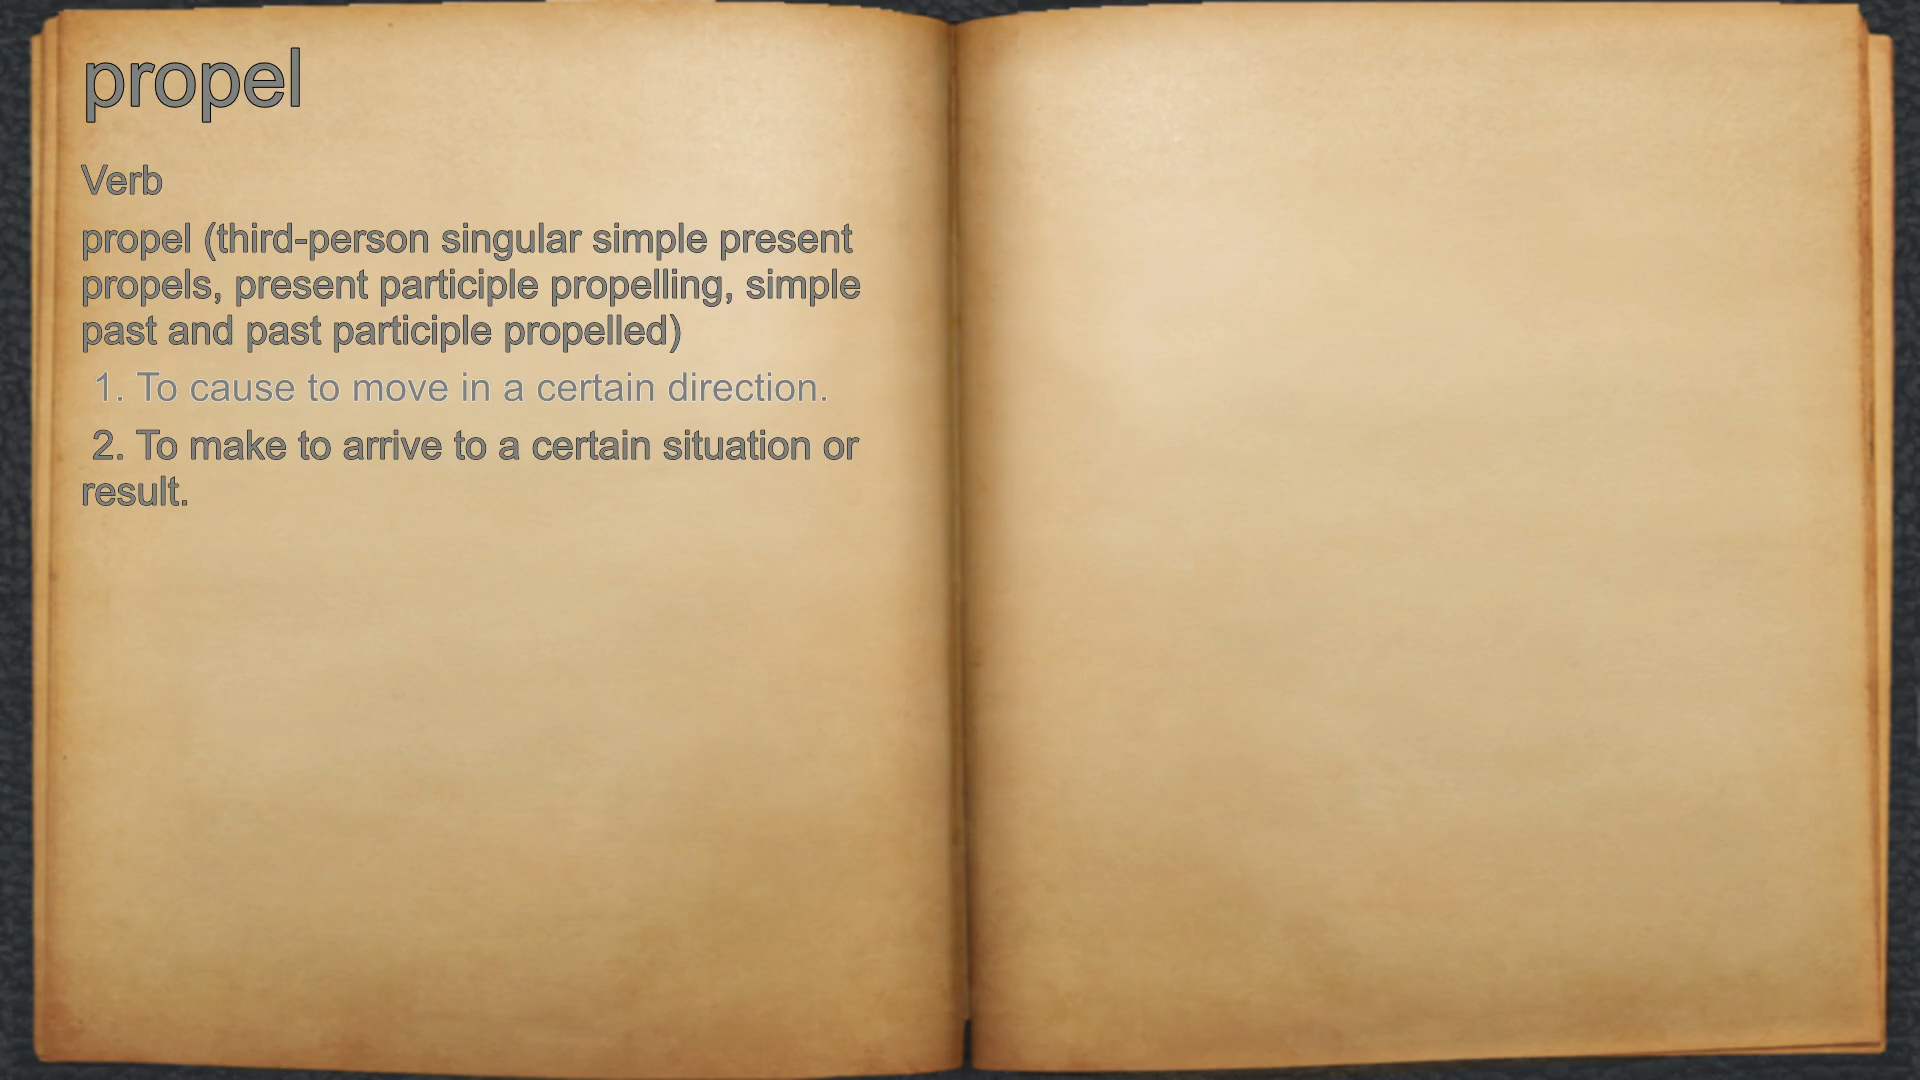 propel
Verb
propel (third-person singular simple present
propels, present participle propelling, simple
past and past participle propelled)
1. To cause to move in a certain direction.
2. To make to arrive to a certain situation or
result.